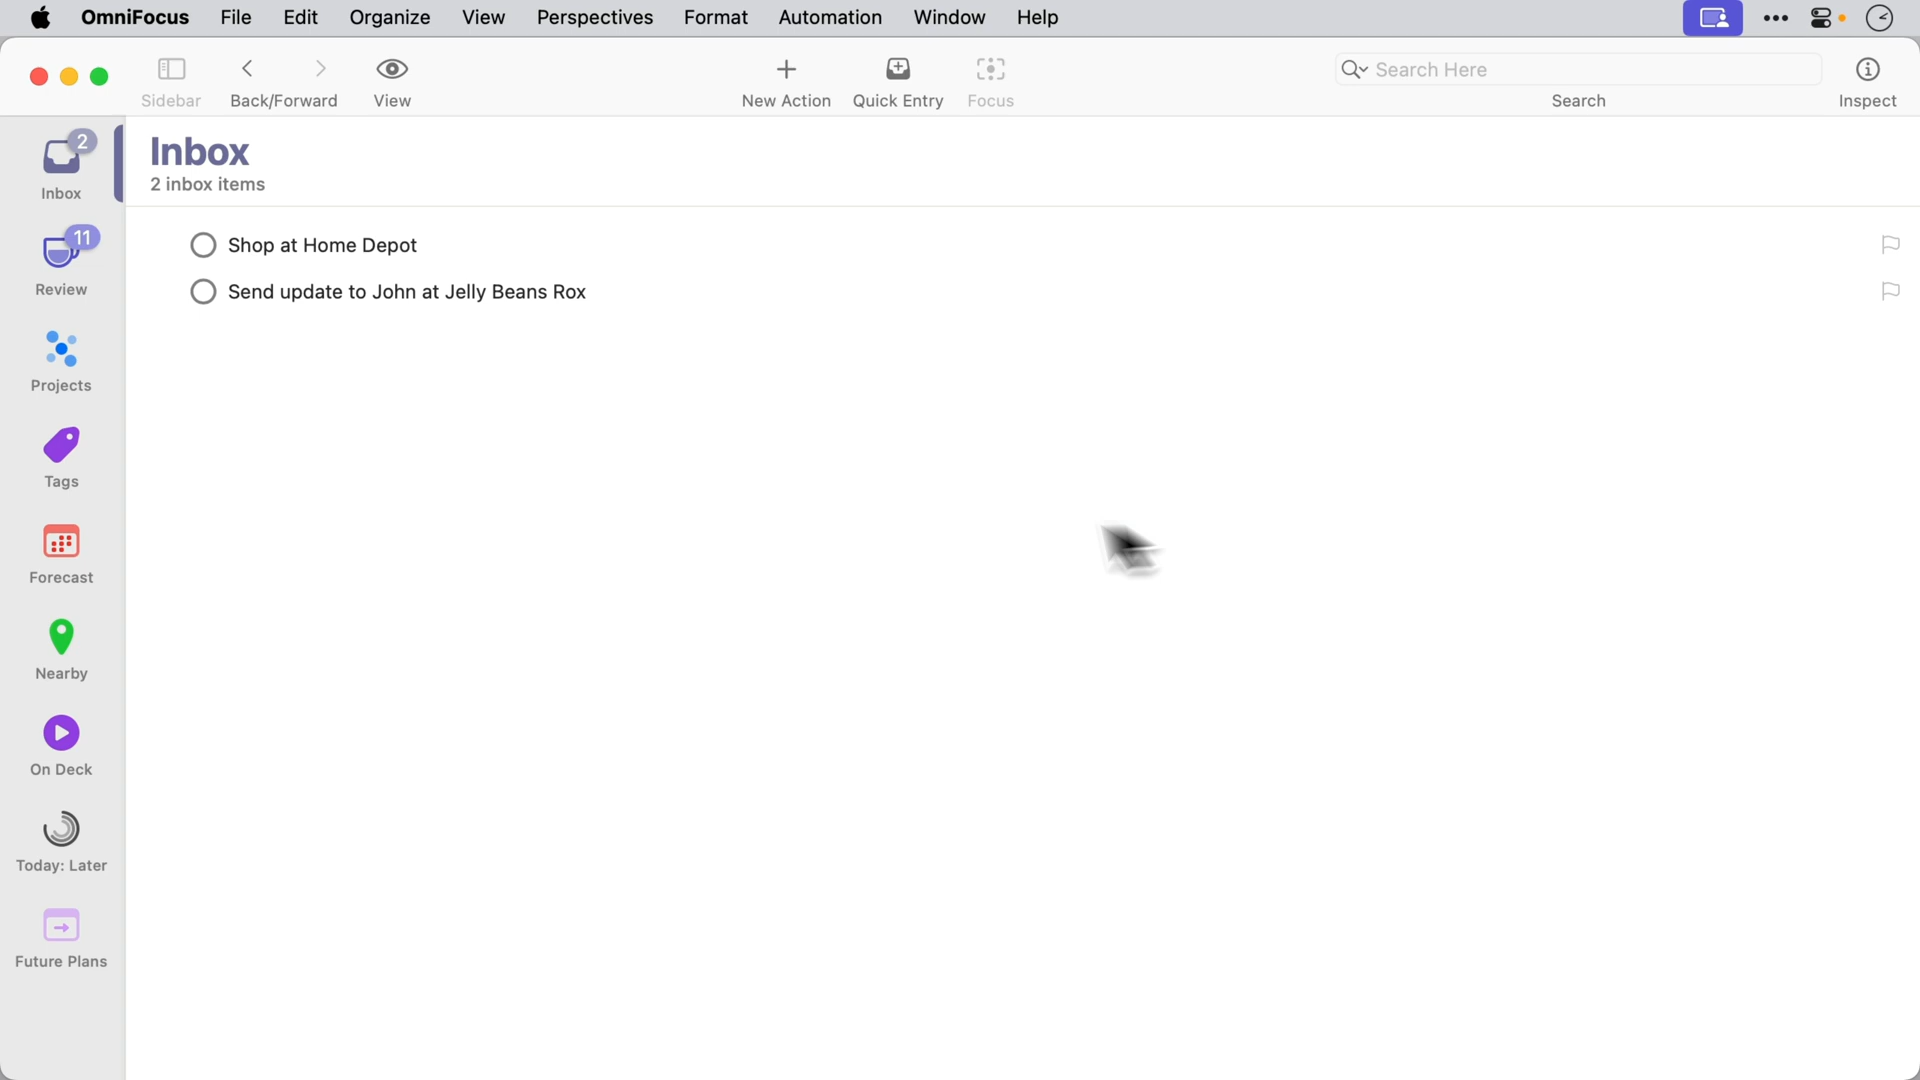 OmniFocus File Edit Organize View Perspectives Format Automation Window Help
Sidebar Back/Forward View New Action Quick Entry Focus Search Here Search Inspect
2
Inbox
11
Review
Projects
Tags
Forecast
Nearby
On Deck
Today: Later
Future Plans
Inbox
2 inbox items
Shop at Home Depot
Send update to John at Jelly Beans Rox